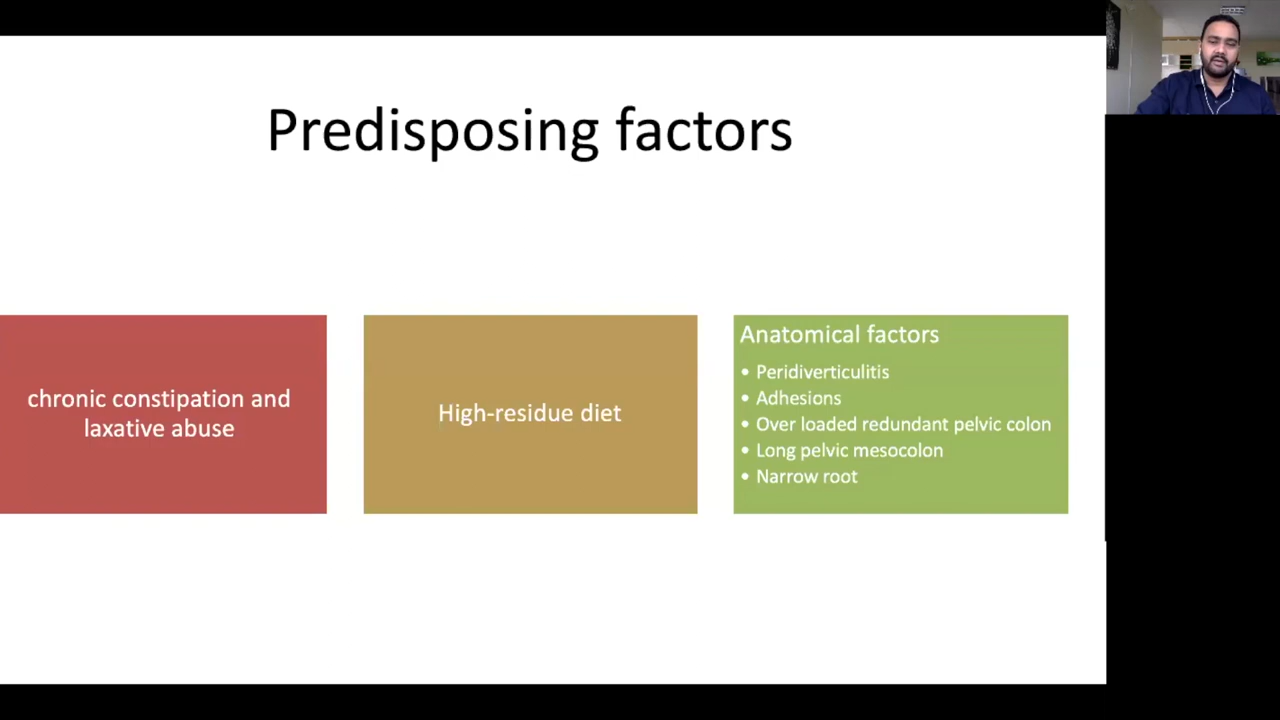 Predisposing factors
chronic constipation and
laxative abuse
High-residue diet
Anatomical factors
• Peridiverticulitis
• Adhesions
• Over loaded redundant pelvic colon
• Long pelvic mesocolon
• Narrow root